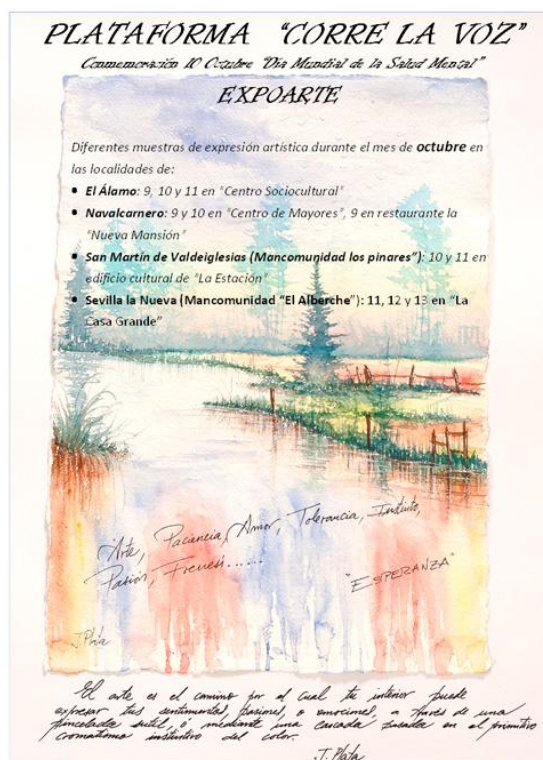 PLATAFORMA "CORRE LA VOZ"
Conmemoración 10 Octubre "Dia Mundial de la Salud Mental"
EXPOARTE
Diferentes muestras de expresión artística durante el mes de octubre en
las localidades de:
• El Álamo: 9, 10 y 11 en "Centro Sociocultural"
• Navalcarnero: 9 y 10 en "Centro de Mayores", 9 en restaurante la
"Nueva Mansión"
• San Martín de Valdeiglesias (Mancomunidad los pinares"): 10 y 11 en
edificio cultural de "La Estación"
• Sevilla la Nueva (Mancomunidad "El Alberche"): 11, 12 y 13 en "La
Casa Grande"
Arte, Paciencia, Amor, Tolerancia, Instinto,
Pasión, Frenesí......
"ESPERANZA"
J. Plata
El arte es el camino por el cual tu interior puede
expresar tus sentimientos, pasiones, o emociones, a través de una
pincelada sutil, ó mediante una cascada basada en el primitivo
cromatismo instintivo del color.
J. Plata